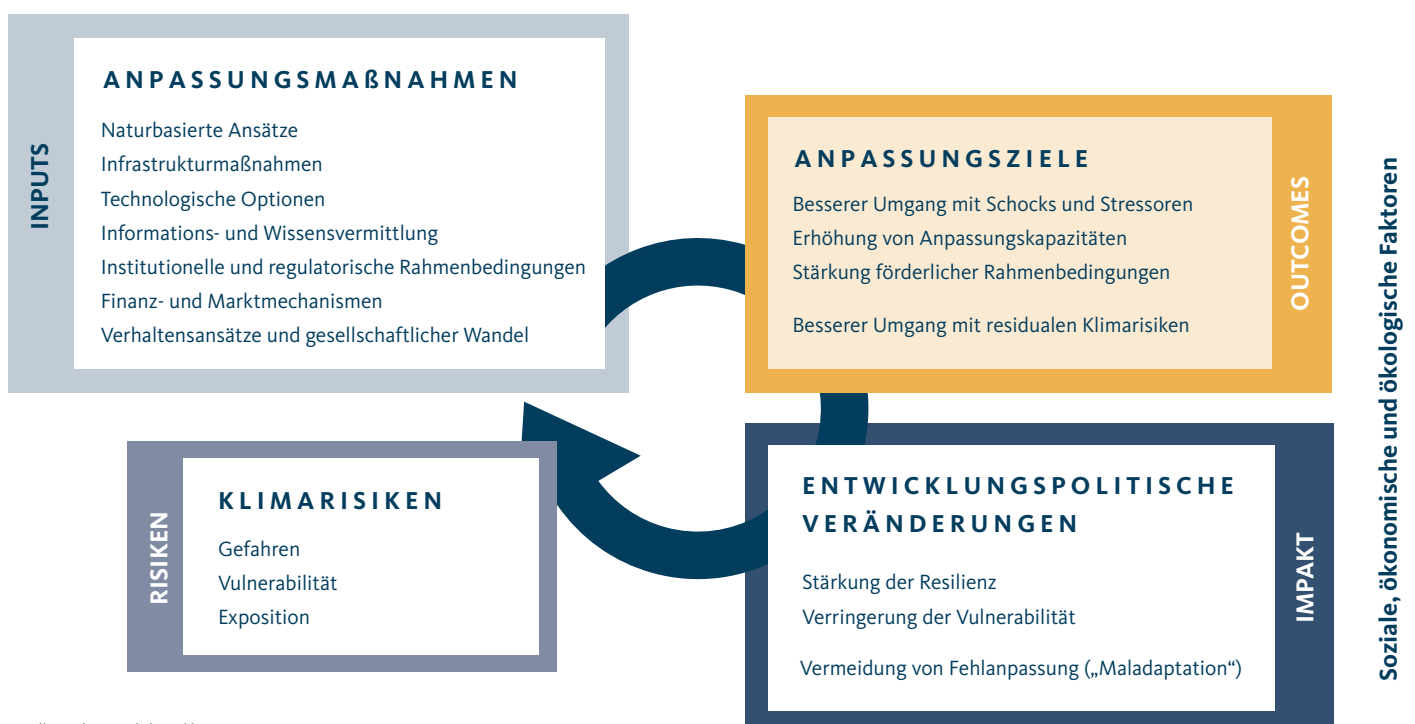 INPUTS
ANPASSUNGSMAßNAHMEN
Naturbasierte Ansätze
Infrastrukturmaßnahmen
Technologische Optionen
Informations- und Wissensvermittlung
Institutionelle und regulatorische Rahmenbedingungen
Finanz- und Marktmechanismen
Verhaltensansätze und gesellschaftlicher Wandel
ANPASSUNGSZIELE
Besserer Umgang mit Schocks und Stressoren
Erhöhung von Anpassungskapazitäten
Stärkung förderlicher Rahmenbedingungen
Besserer Umgang mit residualen Klimarisiken
OUTCOMES
RISIKEN
KLIMARISIKEN
Gefahren
Vulnerabilität
Exposition
ENTWICKLUNGSPOLITISCHE
VERÄNDERUNGEN
Stärkung der Resilienz
Verringerung der Vulnerabilität
Vermeidung von Fehlanpassung („Maladaptation“)
IMPAKT
Soziale, ökonomische und ökologische Faktoren